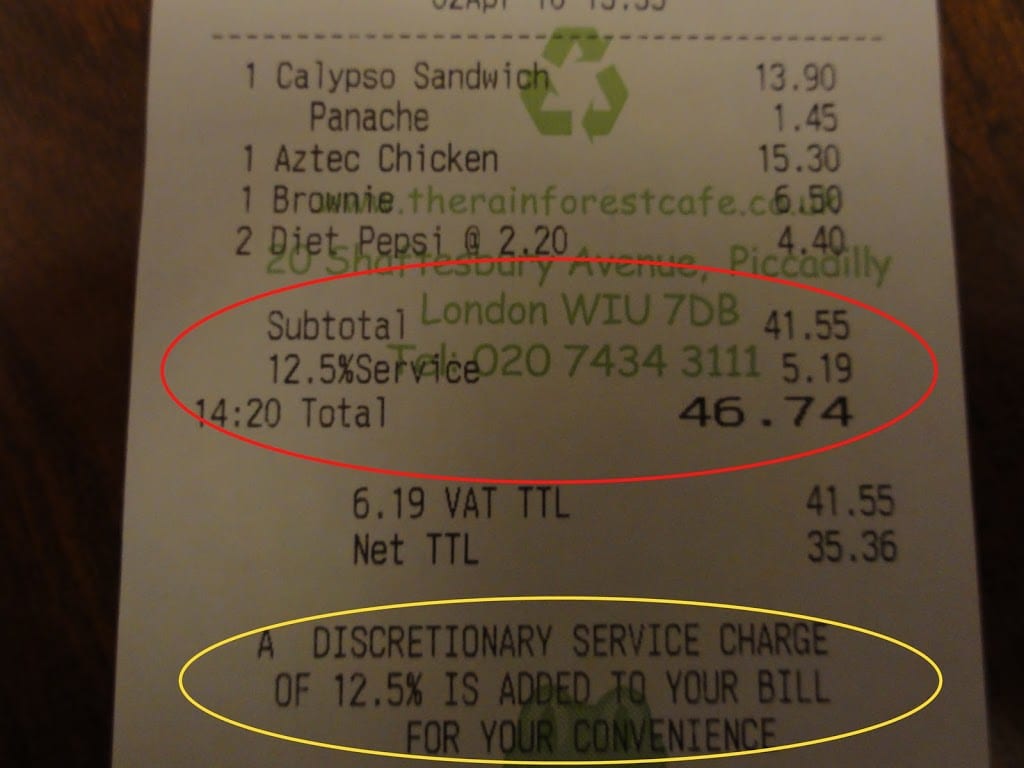 1 Calypso Sandwich 13.90
Panache 1.45
1 Aztec Chicken 15.30
1 Brownie 6.50
www.therainforestcafe.co.uk
2 Diet Pepsi @ 2.20 4.40
20 Shaftesbury Avenue, Piccadilly
London WIU 7DB
Subtotal 41.55
Tel: 020 7434 3111
12.5%Service 5.19
14:20 Total 46.74
6.19 VAT TTL 41.55
Net TTL 35.36
A DISCRETIONARY SERVICE CHARGE
OF 12.5% IS ADDED TO YOUR BILL
FOR YOUR CONVENIENCE